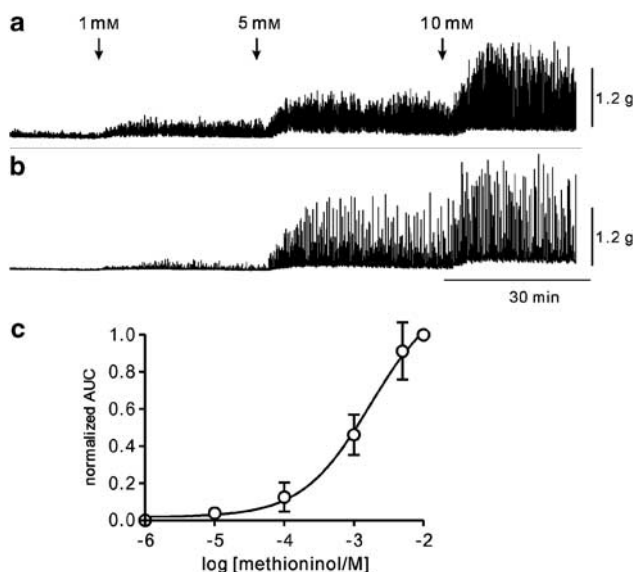 a
1 mM
5 mM
10 mM
1.2 g
b
1.2 g
30 min
c
normalized AUC
1.0
0.8
0.6
0.4
0.2
0.0
-6 -5 -4 -3 -2
log [methioninol/M]